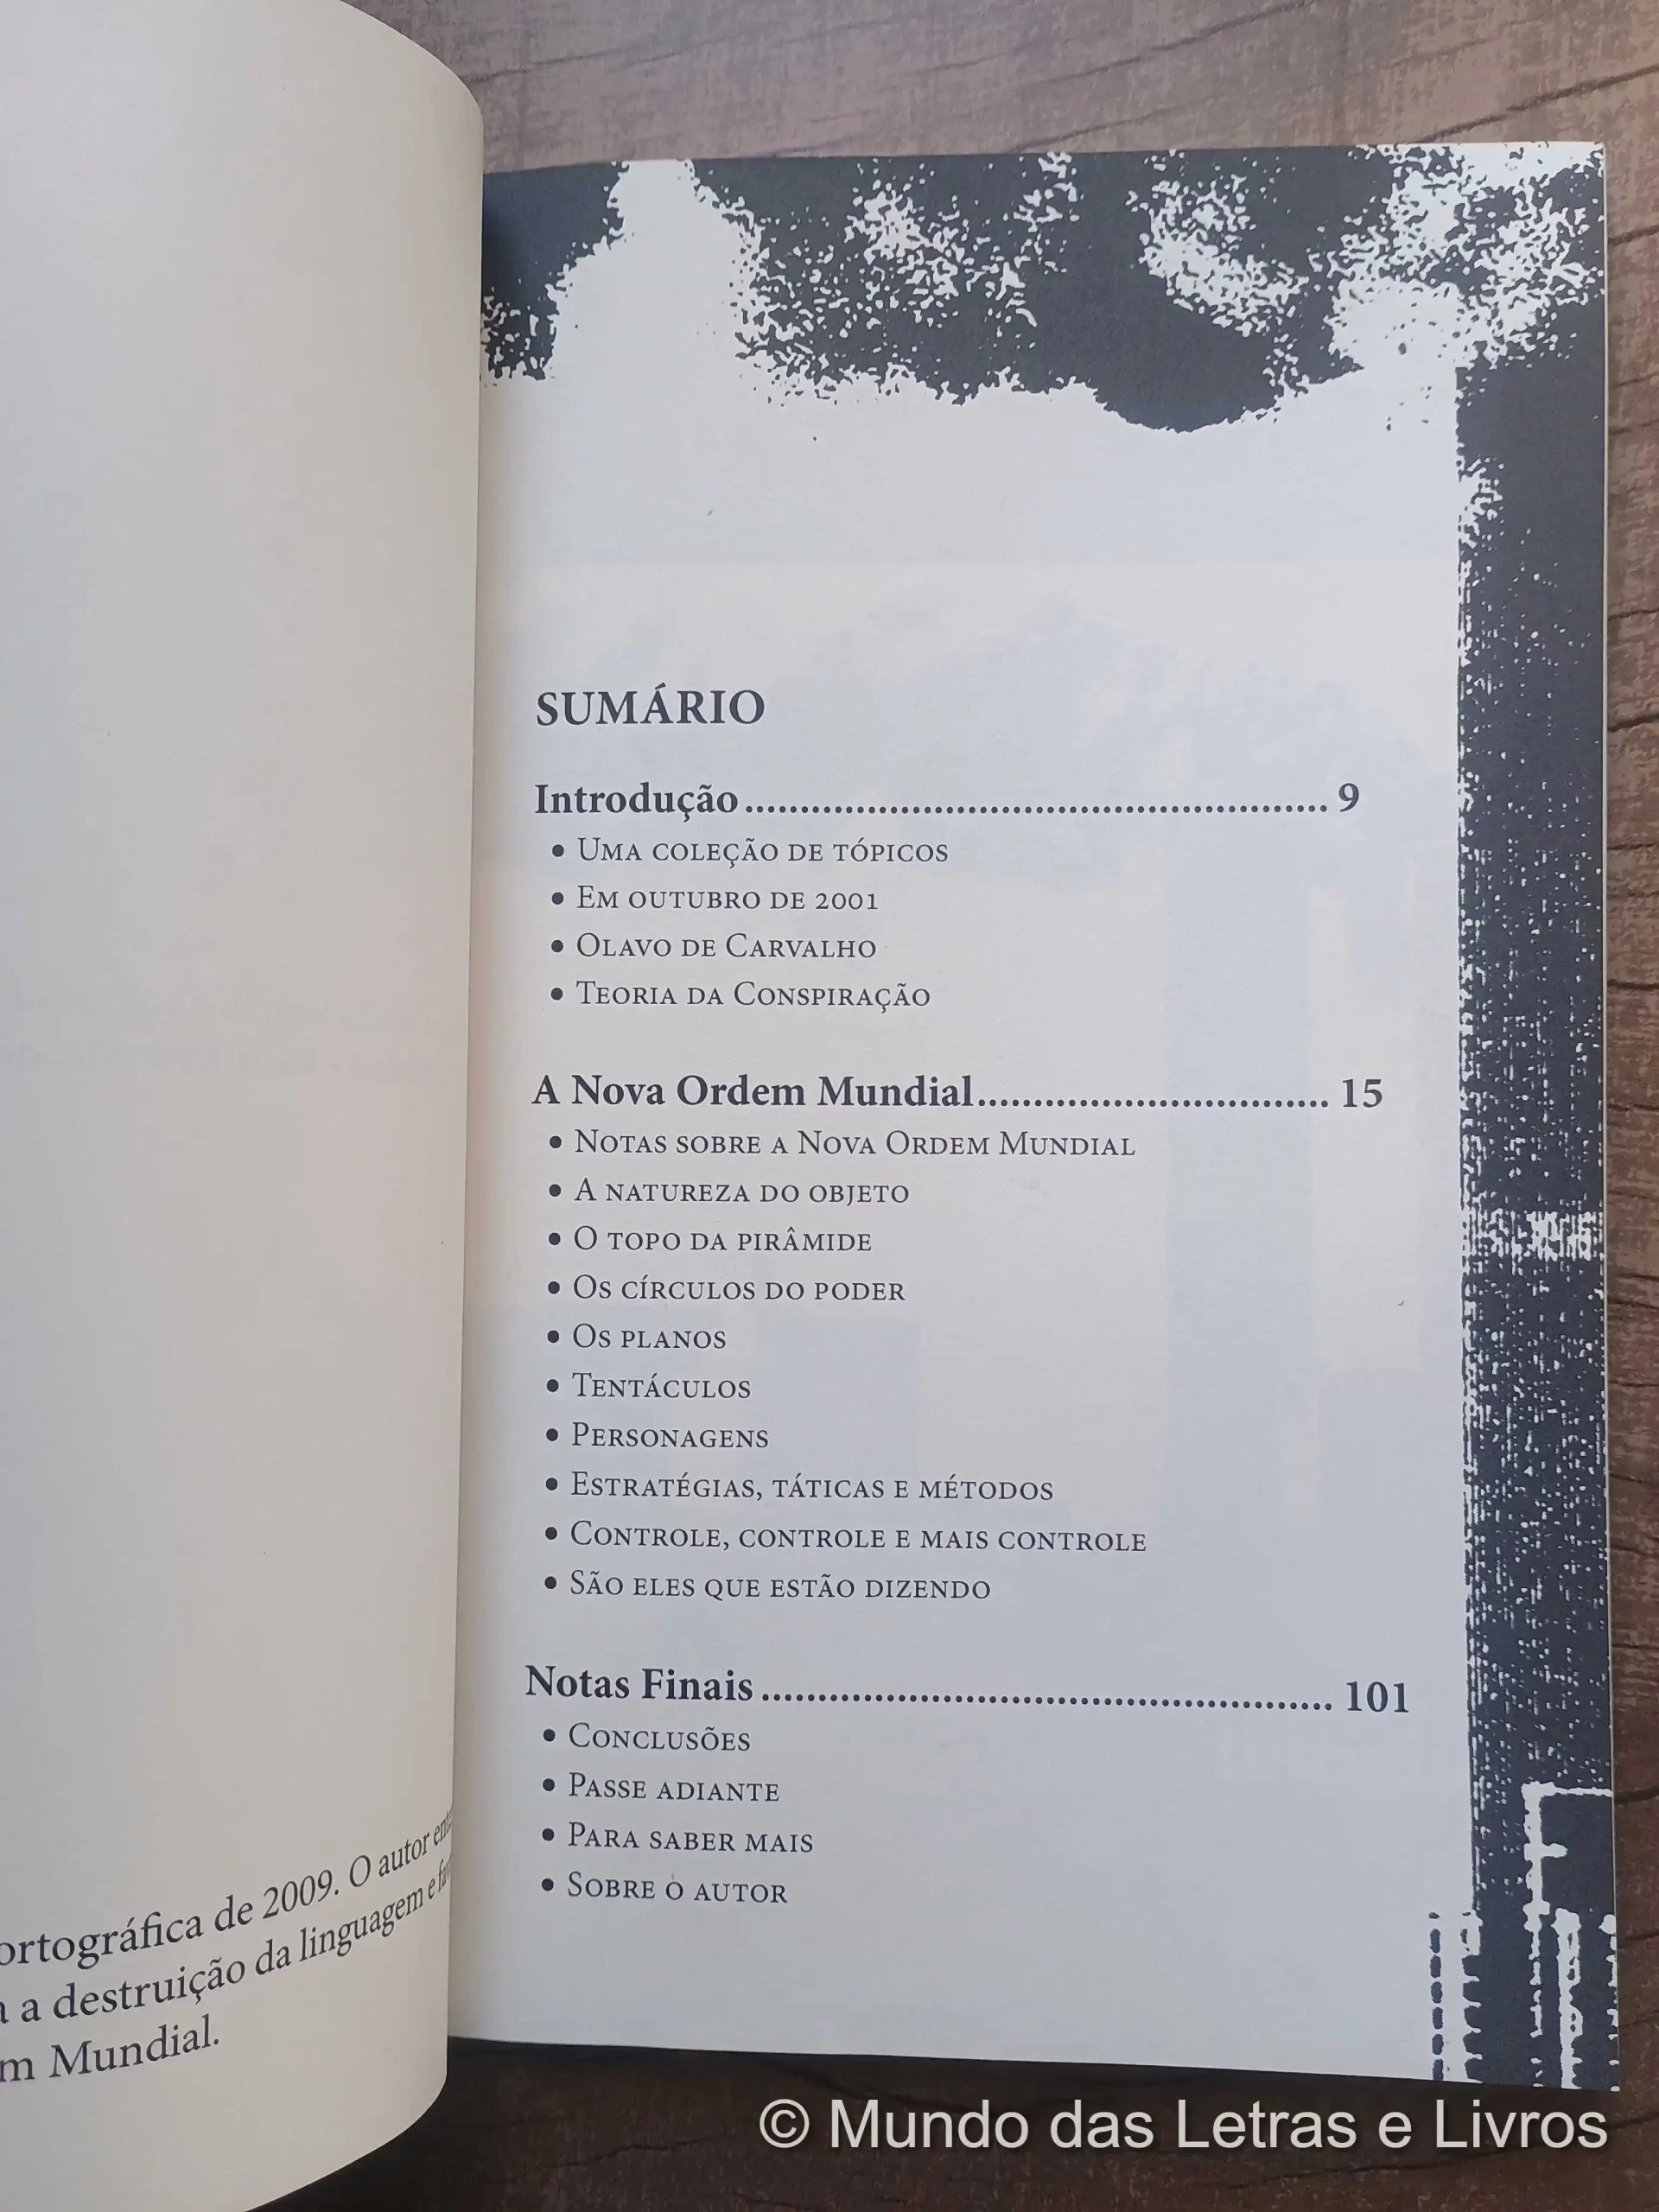 ortográfica de 2009. O autor
a destruição da linguagem e
Mundial.
SUMÁRIO
Introdução........................................................ 9
• Uma coleção de tópicos
• Em outubro de 2001
• Olavo de Carvalho
• Teoria da Conspiração
A Nova Ordem Mundial................................ 15
• Notas sobre a Nova Ordem Mundial
• A natureza do objeto
• O topo da pirâmide
• Os círculos do poder
• Os planos
• Tentáculos
• Personagens
• Estratégias, táticas e métodos
• Controle, controle e mais controle
• São eles que estão dizendo
Notas Finais.................................................... 101
• Conclusões
• Passe adiante
• Para saber mais
• Sobre o autor
© Mundo das Letras e Livros